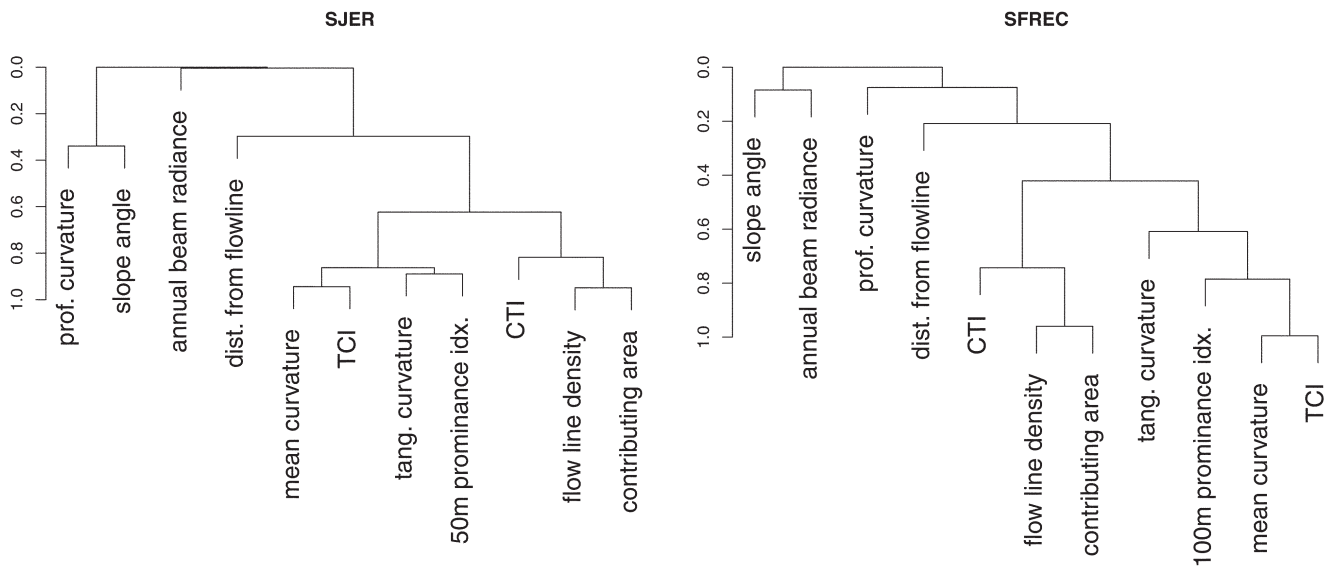 SJER
0.0
0.2
0.4
0.6
0.8
1.0
prof. curvature
slope angle
annual beam radiance
dist. from flowline
mean curvature
TCI
tang. curvature
50m prominance idx.
CTI
flow line density
contributing area
SFREC
0.0
0.2
0.4
0.6
0.8
1.0
slope angle
annual beam radiance
prof. curvature
dist. from flowline
CTI
flow line density
contributing area
tang. curvature
100m prominance idx.
mean curvature
TCI